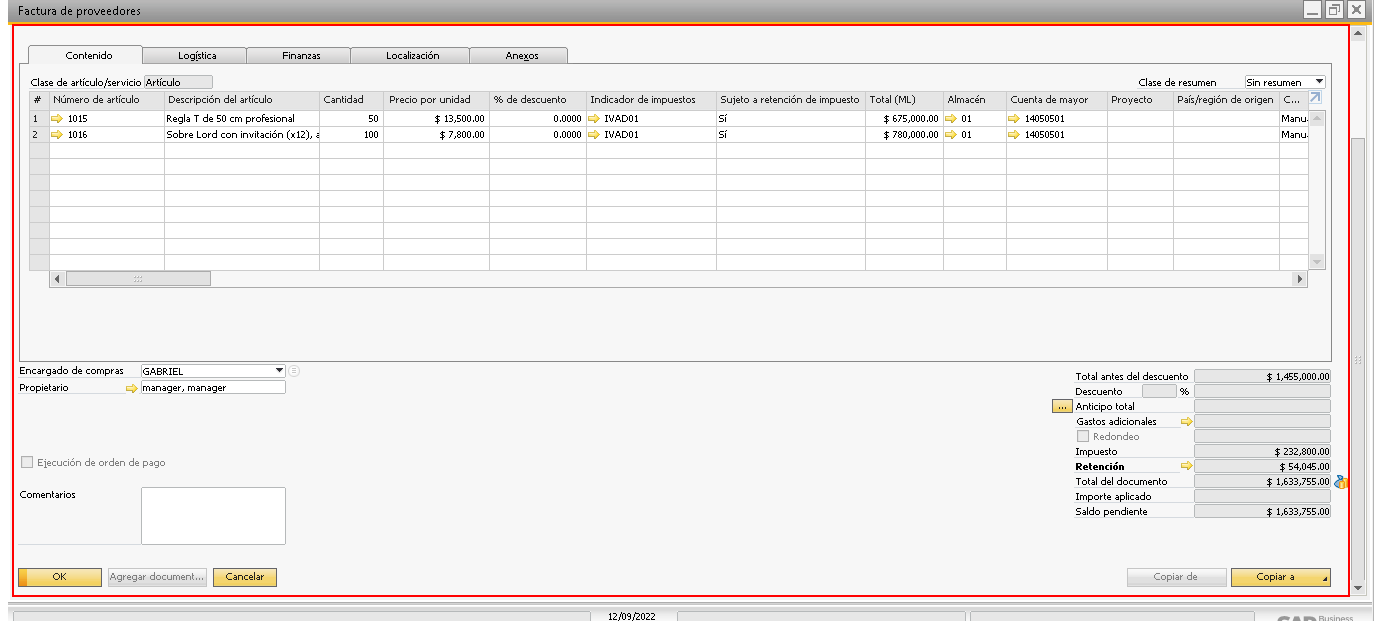 Factura de proveedores
Contenido Logística Finanzas Localización Anexos
Clase de artículo/servicio Artículo Clase de resumen Sin resumen
# Número de artículo Descripción del artículo Cantidad Precio por unidad % de descuento Indicador de impuestos Sujeto a retención de impuesto Total (ML) Almacén Cuenta de mayor Proyecto País/región de origen C...
1 1015 Regla T de 50 cm profesional 50 $ 13,500.00 0.0000 IVAD01 Sí $ 675,000.00 01 14050501 Manu
2 1016 Sobre Lord con invitación (x12), a 100 $ 7,800.00 0.0000 IVAD01 Sí $ 780,000.00 01 14050501 Manu
Encargado de compras GABRIEL
Propietario manager, manager
Total antes del descuento $ 1,455,000.00
Descuento %
... Anticipo total
Gastos adicionales
Redondeo
Impuesto $ 232,800.00
Ejecución de orden de pago
Retención $ 54,045.00
Total del documento $ 1,633,755.00
Comentarios
Importe aplicado
Saldo pendiente $ 1,633,755.00
OK Agregar document... Cancelar Copiar de Copiar a
12/09/2022
SAP Business